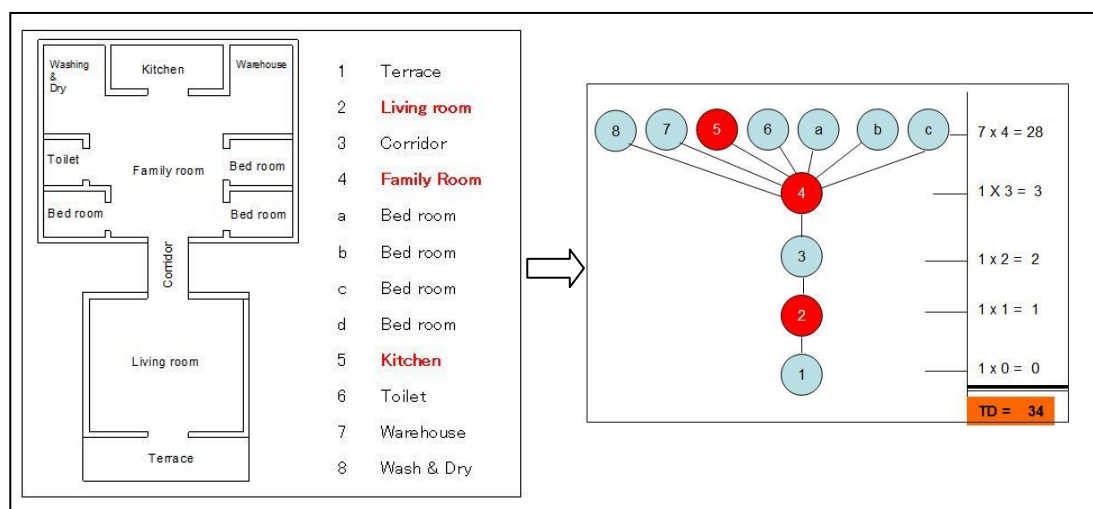 Washing
&
Dry
Kitchen
Warehouse
Toilet
Family room
Bed room
Bed room
Bed room
Corridor
Living room
Terrace
1 Terrace
2 Living room
3 Corridor
4 Family Room
a Bed room
b Bed room
c Bed room
d Bed room
5 Kitchen
6 Toilet
7 Warehouse
8 Wash & Dry
8 7 5 6 a b c 7 x 4 = 28
4 1 X 3 = 3
3 1 x 2 = 2
2 1 x 1 = 1
1 1 x 0 = 0
TD = 34